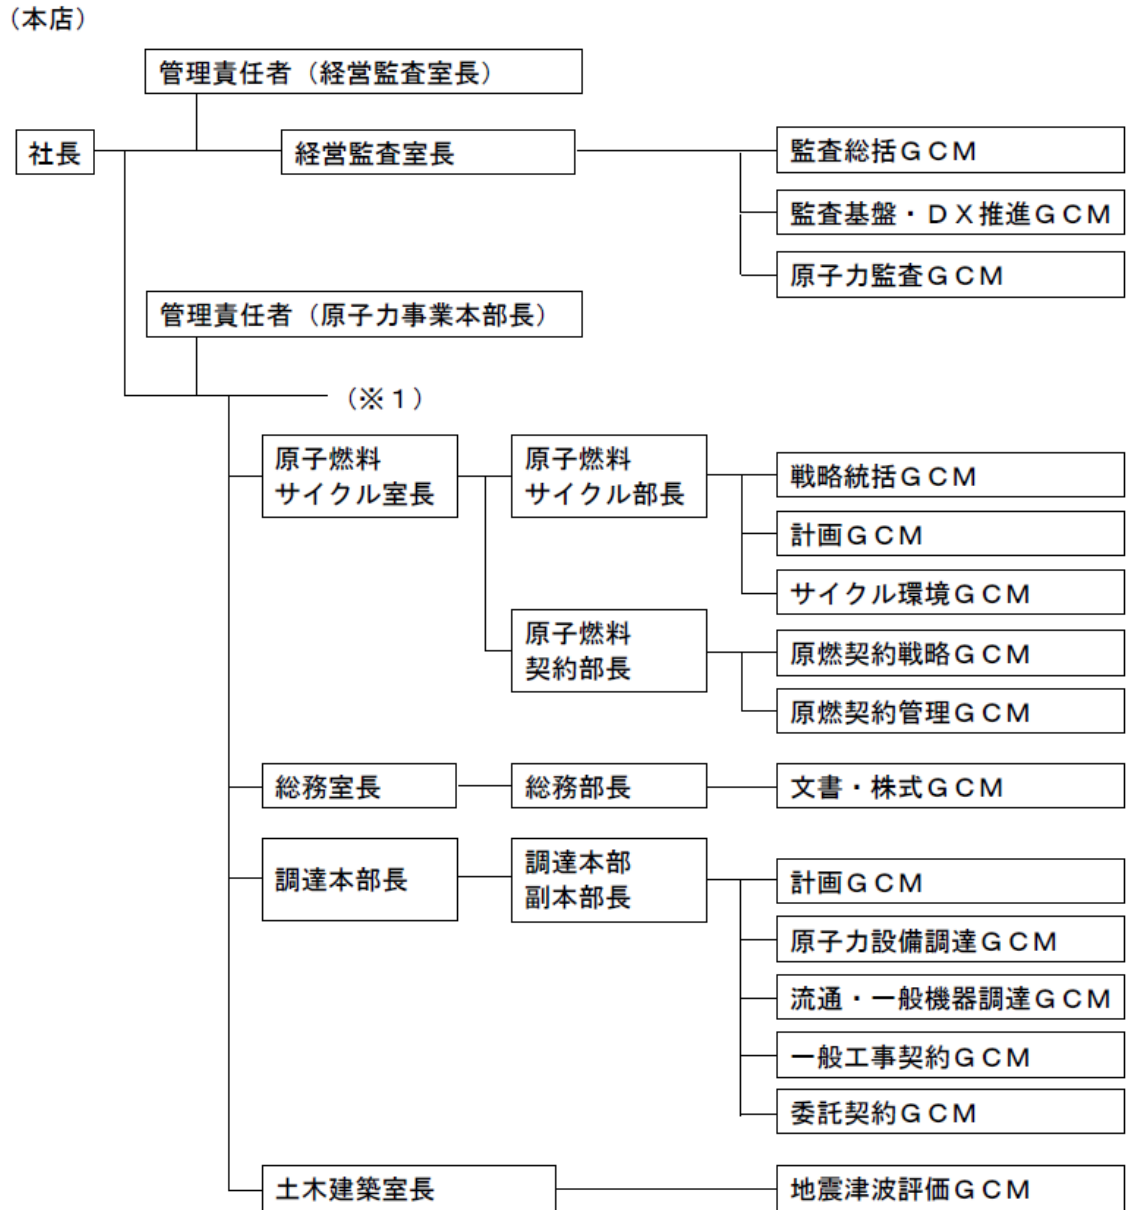 （本店）
管理責任者（経営監査室長）
社長
経営監査室長
監査総括ＧＣＭ
監査基盤・ＤＸ推進ＧＣＭ
原子力監査ＧＣＭ
管理責任者（原子力事業本部長）
（※１）
原子燃料
サイクル室長
原子燃料
サイクル部長
戦略統括ＧＣＭ
計画ＧＣＭ
サイクル環境ＧＣＭ
原子燃料
契約部長
原燃契約戦略ＧＣＭ
原燃契約管理ＧＣＭ
総務室長
総務部長
文書・株式ＧＣＭ
調達本部長
調達本部
副本部長
計画ＧＣＭ
原子力設備調達ＧＣＭ
流通・一般機器調達ＧＣＭ
一般工事契約ＧＣＭ
委託契約ＧＣＭ
土木建築室長
地震津波評価ＧＣＭ